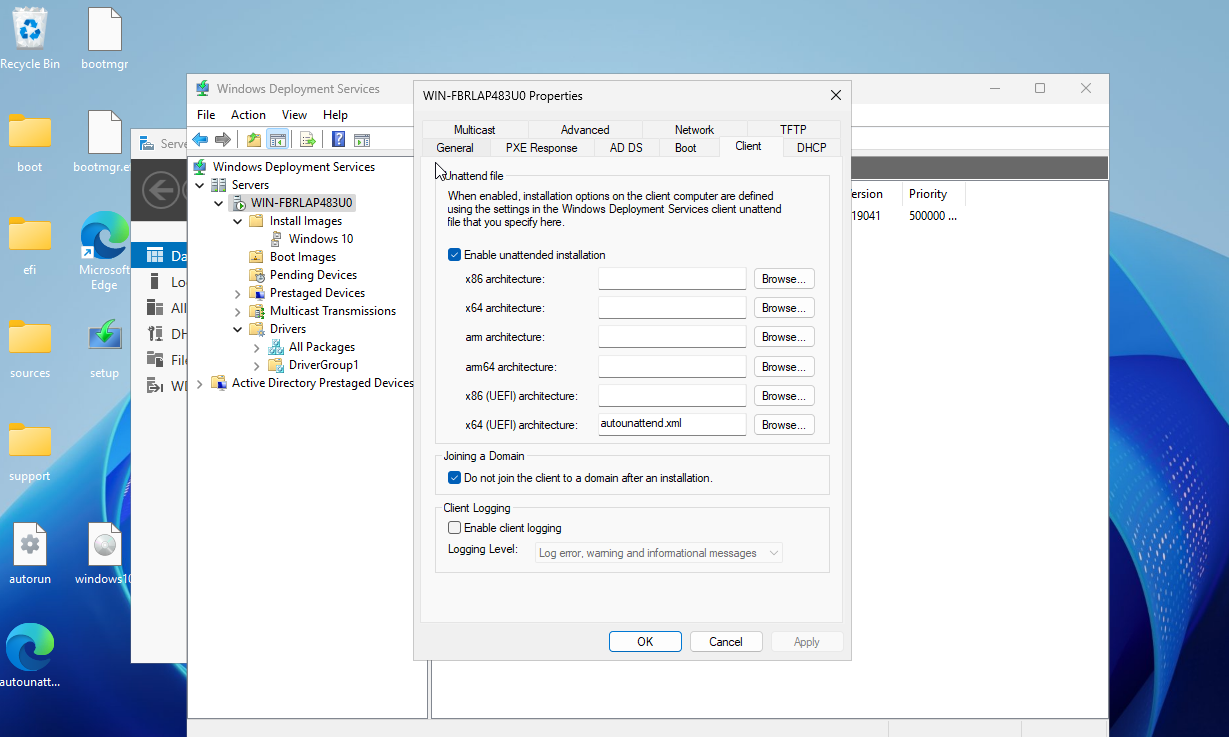 Recycle Bin
bootmgr
boot
bootmgr.ef
efi
Microsoft Edge
sources
setup
support
autorun
windows10
autounatt...
Serve
Da
Lo
All
DH
File
WD
Windows Deployment Services
File Action View Help
Windows Deployment Services
Servers
WIN-FBRLAP483U0
Install Images
Windows 10
Boot Images
Pending Devices
Prestaged Devices
Multicast Transmissions
Drivers
All Packages
DriverGroup1
Active Directory Prestaged Devices
WIN-FBRLAP483U0 Properties
Multicast Advanced Network TFTP
General PXE Response AD DS Boot Client DHCP
Unattend file
When enabled, installation options on the client computer are defined
using the settings in the Windows Deployment Services client unattend
file that you specify here.
Enable unattended installation
x86 architecture: Browse...
x64 architecture: Browse...
arm architecture: Browse...
arm64 architecture: Browse...
x86 (UEFI) architecture: Browse...
x64 (UEFI) architecture: autounattend.xml Browse...
Joining a Domain
Do not join the client to a domain after an installation.
Client Logging
Enable client logging
Logging Level: Log error, warning and informational messages
OK Cancel Apply
ersion Priority
19041 500000 ...